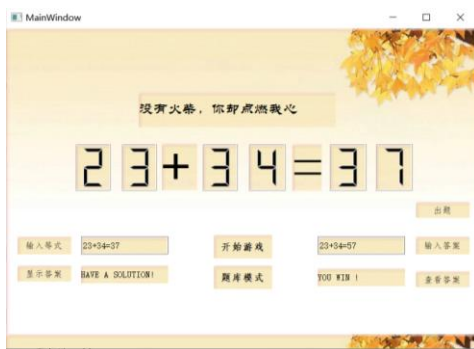 MainWindow
没有火柴，你却点燃我心
23+34=37
出题
输入等式 23+34=37 开始游戏 23+34=57 输入答案
显示答案 HAVE A SOLUTION! 题库模式 YOU WIN ! 查看答案